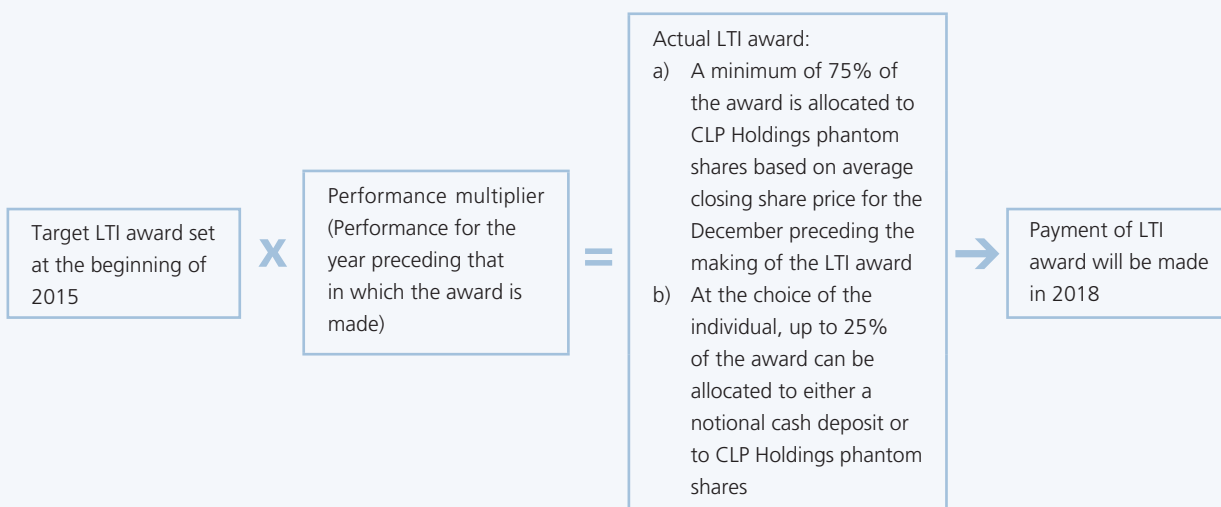 Target LTI award set
at the beginning of
2015
X
Performance multiplier
(Performance for the
year preceding that
in which the award is
made)
=
Actual LTI award:
a) A minimum of 75% of
the award is allocated to
CLP Holdings phantom
shares based on average
closing share price for the
December preceding the
making of the LTI award
b) At the choice of the
individual, up to 25%
of the award can be
allocated to either a
notional cash deposit or
to CLP Holdings phantom
shares
Payment of LTI
award will be made
in 2018